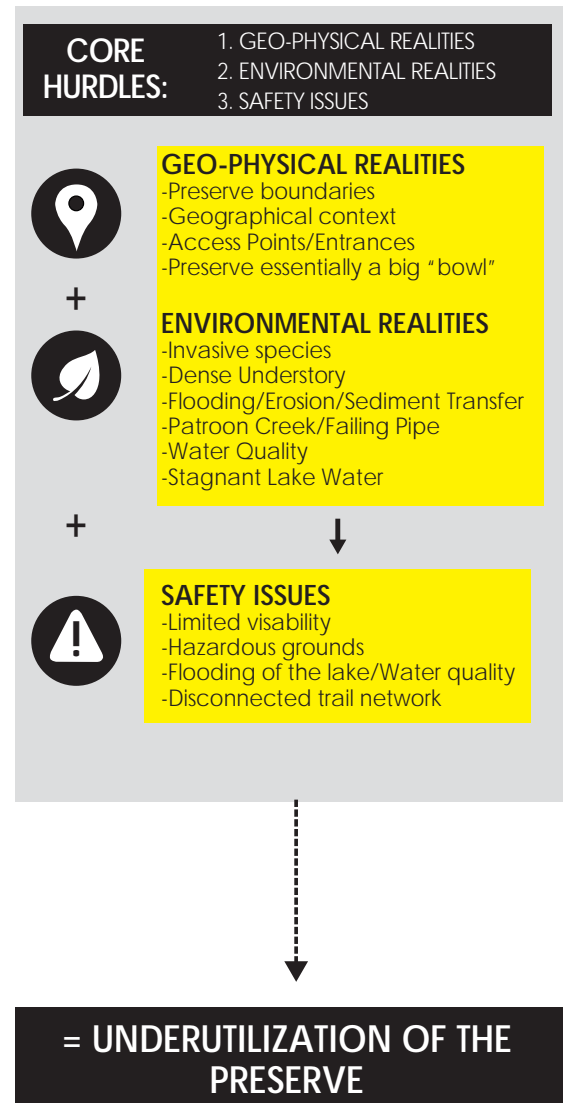 CORE HURDLES:
1. GEO-PHYSICAL REALITIES
2. ENVIRONMENTAL REALITIES
3. SAFETY ISSUES
GEO-PHYSICAL REALITIES
-Preserve boundaries
-Geographical context
-Access Points/Entrances
-Preserve essentially a big "bowl"
+
ENVIRONMENTAL REALITIES
-Invasive species
-Dense Understory
-Flooding/Erosion/Sediment Transfer
-Patroon Creek/Failing Pipe
-Water Quality
-Stagnant Lake Water
+
SAFETY ISSUES
-Limited visability
-Hazardous grounds
-Flooding of the lake/Water quality
-Disconnected trail network
= UNDERUTILIZATION OF THE
PRESERVE